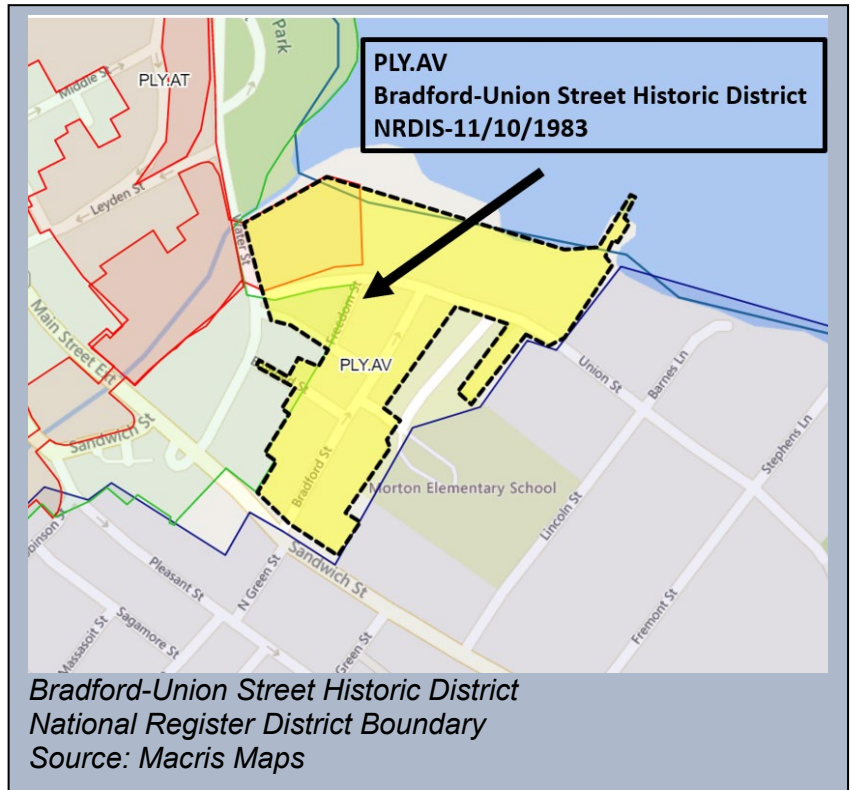 Park
Middle St
PLY.AT
PLY.AV
Bradford-Union Street Historic District
NRDIS-11/10/1983
Leyden St
Water St
Main Street Ext
Freedom St
PLY.AV
Union St
Barnes Ln
Sandwich St
Stephens Ln
Bradford St
Morton Elementary School
Lincoln St
Sandwich St
Pleasant St
N Green St
Fremont St
Sagamore St
Massasoit St
Green St
Bradford-Union Street Historic District
National Register District Boundary
Source: Macris Maps